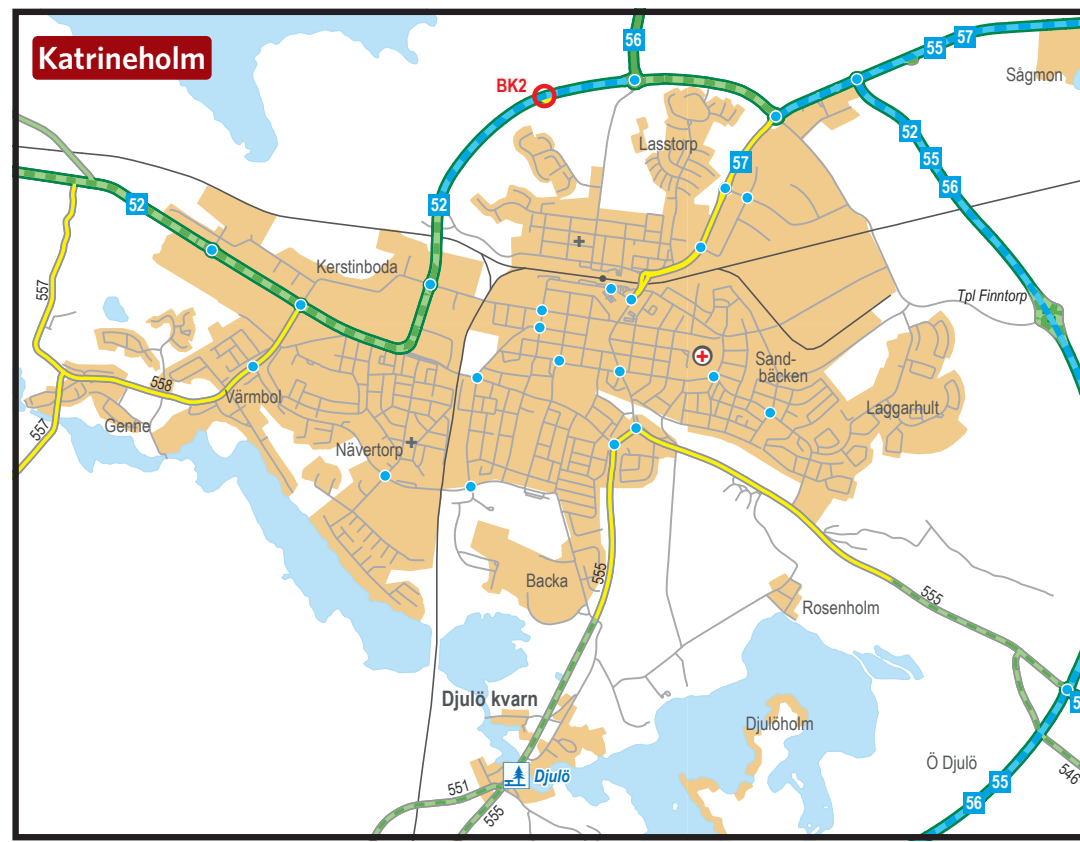 Katrineholm
56
55
57
BK2
Sågmon
52
55
56
Lasstorp
57
52
52
Kerstinboda
557
Tpl Finntorp
Sand-
bäcken
558
Värmbol
Laggarhult
Genne
557
Nävertorp
Backa
555
555
Rosenholm
Djulö kvarn
Djulöholm
Ö Djulö
Djulö
551
555
55
56
546